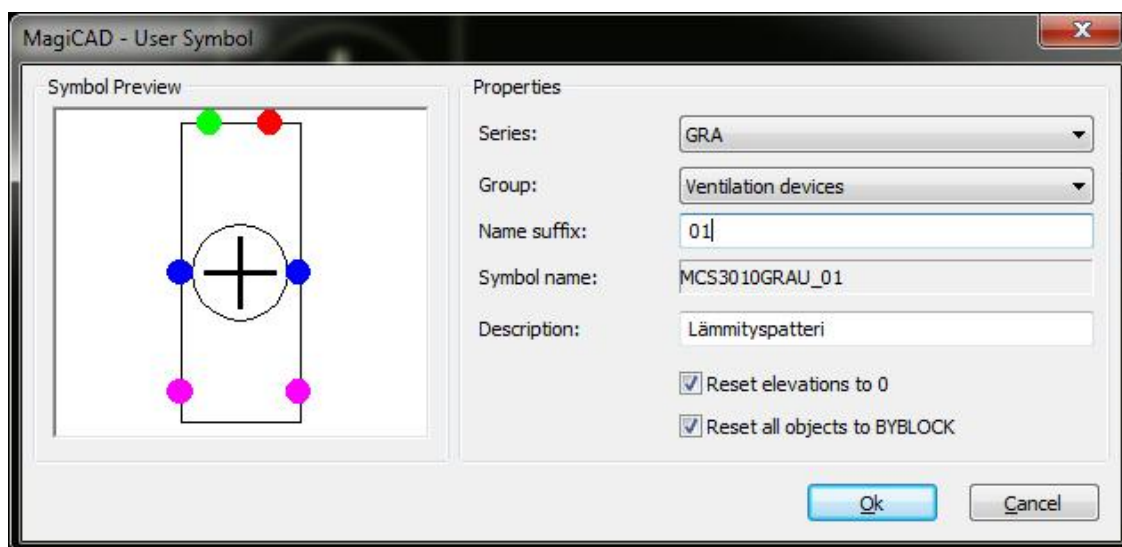 MagiCAD - User Symbol
Symbol Preview
Properties
Series: GRA
Group: Ventilation devices
Name suffix: 01
Symbol name: MCS3010GRAU_01
Description: Lämmityspatteri
Reset elevations to 0
Reset all objects to BYBLOCK
Ok Cancel